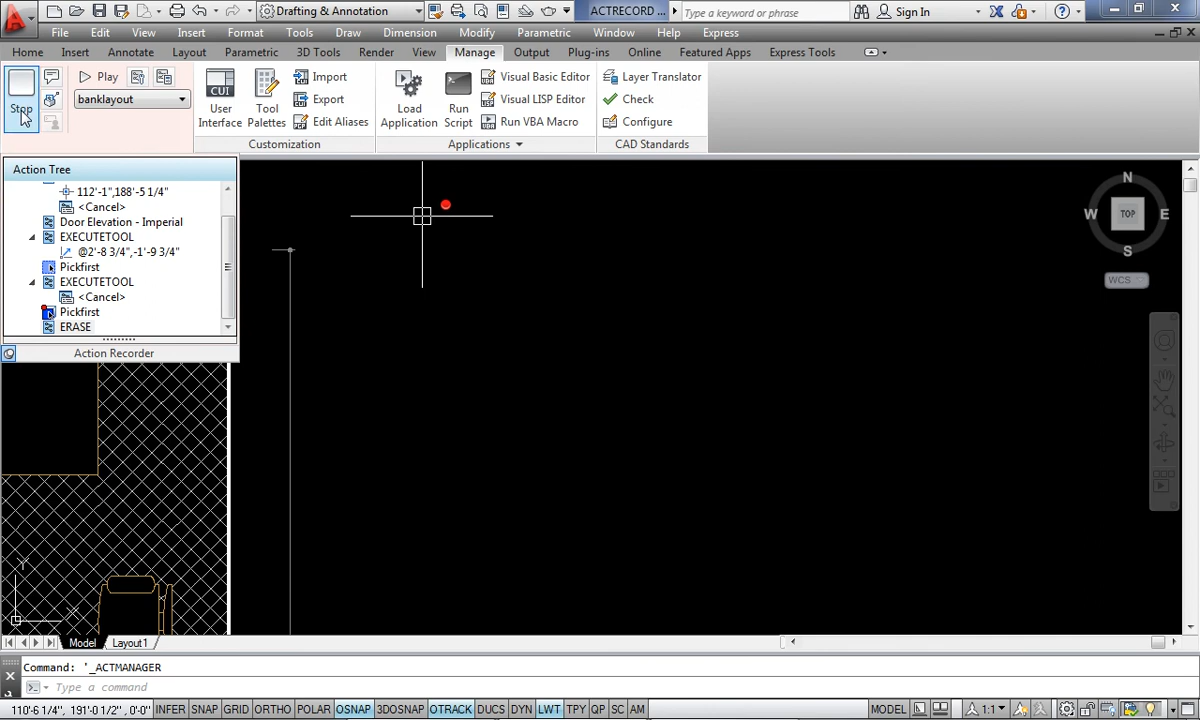 Drafting & Annotation
ACTRECORD ...
Type a keyword or phrase
Sign In
File Edit View Insert Format Tools Draw Dimension Modify Parametric Window Help Express
Home Insert Annotation Layout Parametric 3D Tools Render View Manage Output Plug-ins Online Featured Apps Express Tools
Stop
Play
banklayout
CUI
User
Interface
Tool
Palettes
Import
Export
Edit Aliases
Customization
Load
Application
Run
Script
Visual Basic Editor
Visual LISP Editor
Run VBA Macro
Applications
Layer Translator
Check
Configure
CAD Standards
Action Tree
112'-1",188'-5 1/4"
<Cancel>
Door Elevation - Imperial
EXECUTETOOL
@2'-8 3/4",-1'-9 3/4"
Pickfirst
EXECUTETOOL
<Cancel>
Pickfirst
ERASE
Action Recorder
N
W TOP E
S
WCS
Y
X
Model Layout1
Command: '_ACTMANAGER
Type a command
110'-6 1/4", 191'-0 1/2", 0'-0" INFER SNAP GRID ORTHO POLAR OSNAP 3DOSNAP OTRACK DUCS DYN LWT TPY QP SC AM MODEL 1:1